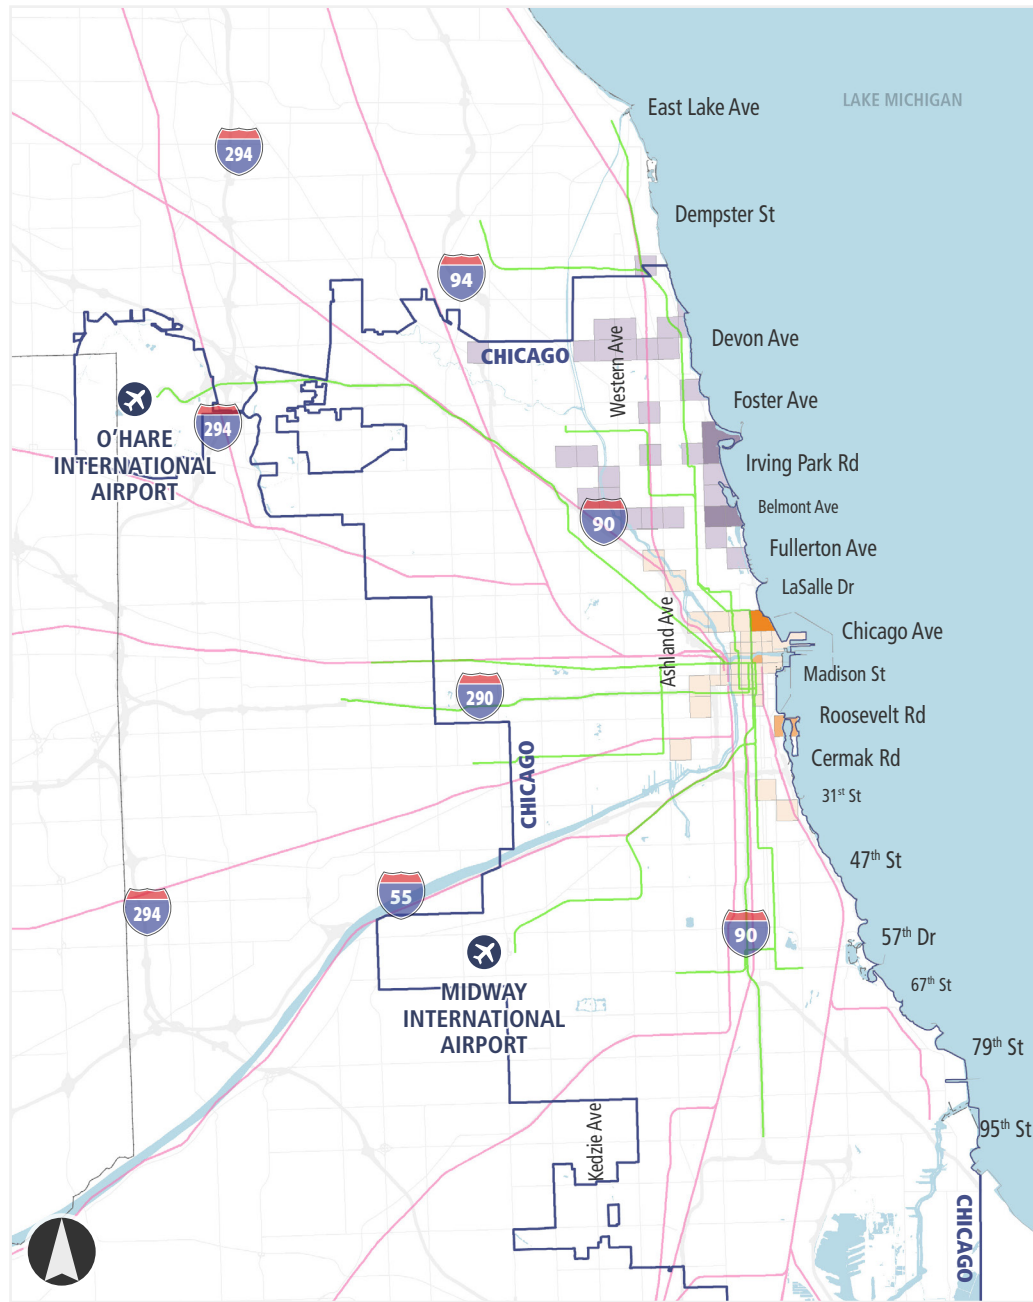 East Lake Ave
LAKE MICHIGAN
294
Dempster St
94
Devon Ave
CHICAGO
Western Ave
Foster Ave
294
O'HARE
INTERNATIONAL
AIRPORT
Irving Park Rd
Belmont Ave
90
Fullerton Ave
LaSalle Dr
Chicago Ave
Ashland Ave
Madison St
290
Roosevelt Rd
Cermak Rd
CHICAGO
31st St
47th St
55
294
90
57th Dr
67th St
MIDWAY
INTERNATIONAL
AIRPORT
79th St
95th St
Kedzie Ave
CHICAGO